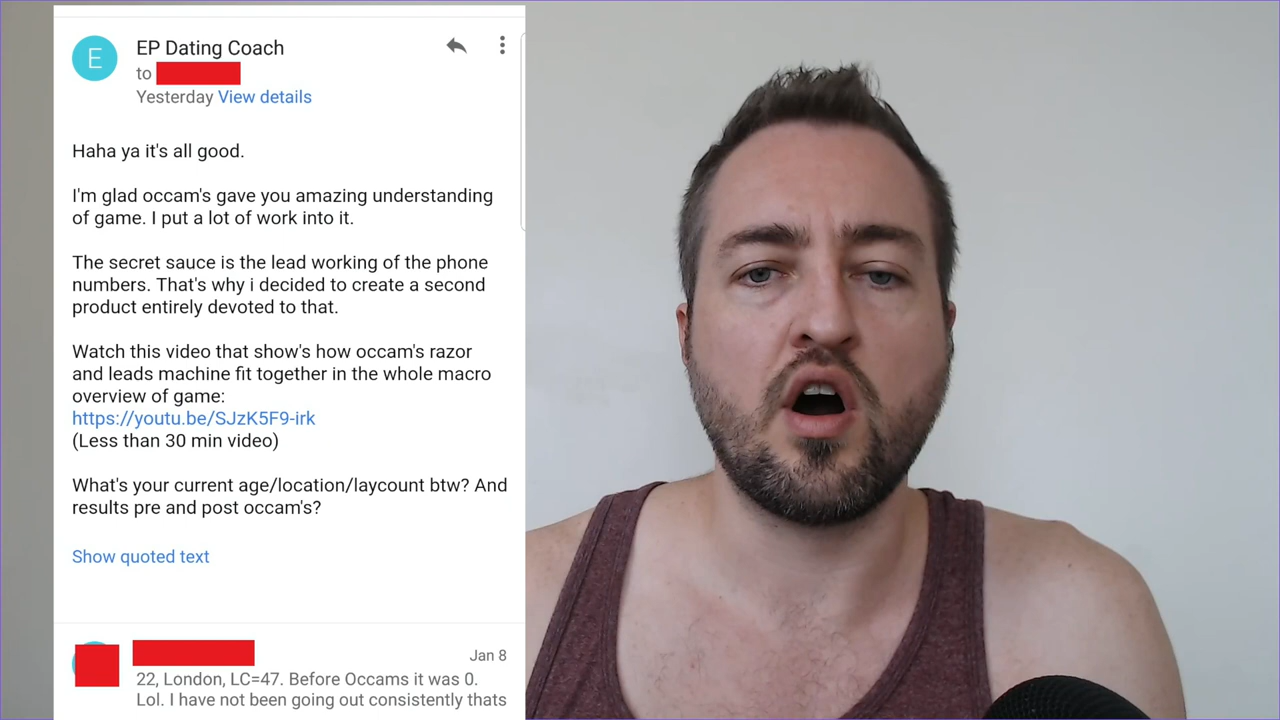 E
EP Dating Coach
to
Yesterday View details
Haha ya it's all good.
I'm glad occam's gave you amazing understanding
of game. I put a lot of work into it.
The secret sauce is the lead working of the phone
numbers. That's why i decided to create a second
product entirely devoted to that.
Watch this video that show's how occam's razor
and leads machine fit together in the whole macro
overview of game:
https://youtu.be/SJzK5F9-irk
(Less than 30 min video)
What's your current age/location/laycount btw? And
results pre and post occam's?
Show quoted text
Jan 8
22, London, LC=47. Before Occams it was 0.
Lol. I have not been going out consistently thats